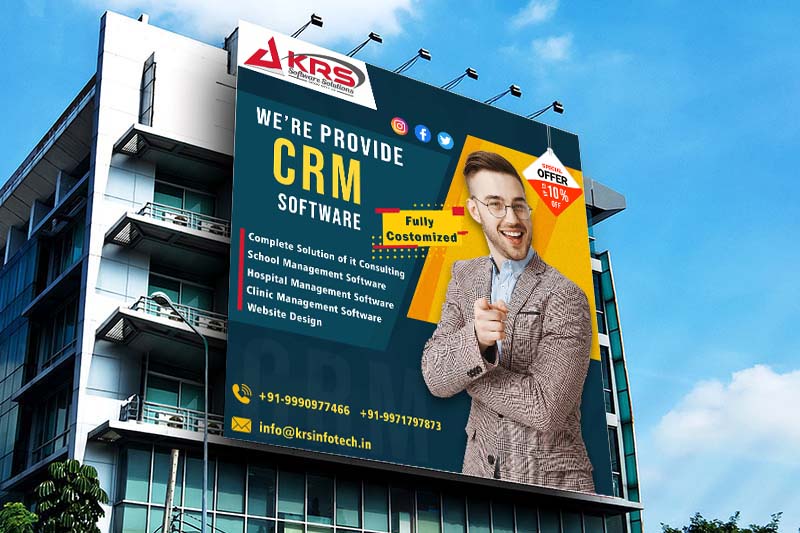 KRS
Software Solutions
WE'RE PROVIDE
CRM
SOFTWARE
SPECIAL
OFFER
10%
OFF
Fully
Costomized
Complete Solution of it Consulting
School Management Software
Hospital Management Software
Clinic Management Software
Website Design
CRM
+91-9990977466 +91-9971797873
info@krsinfotech.in